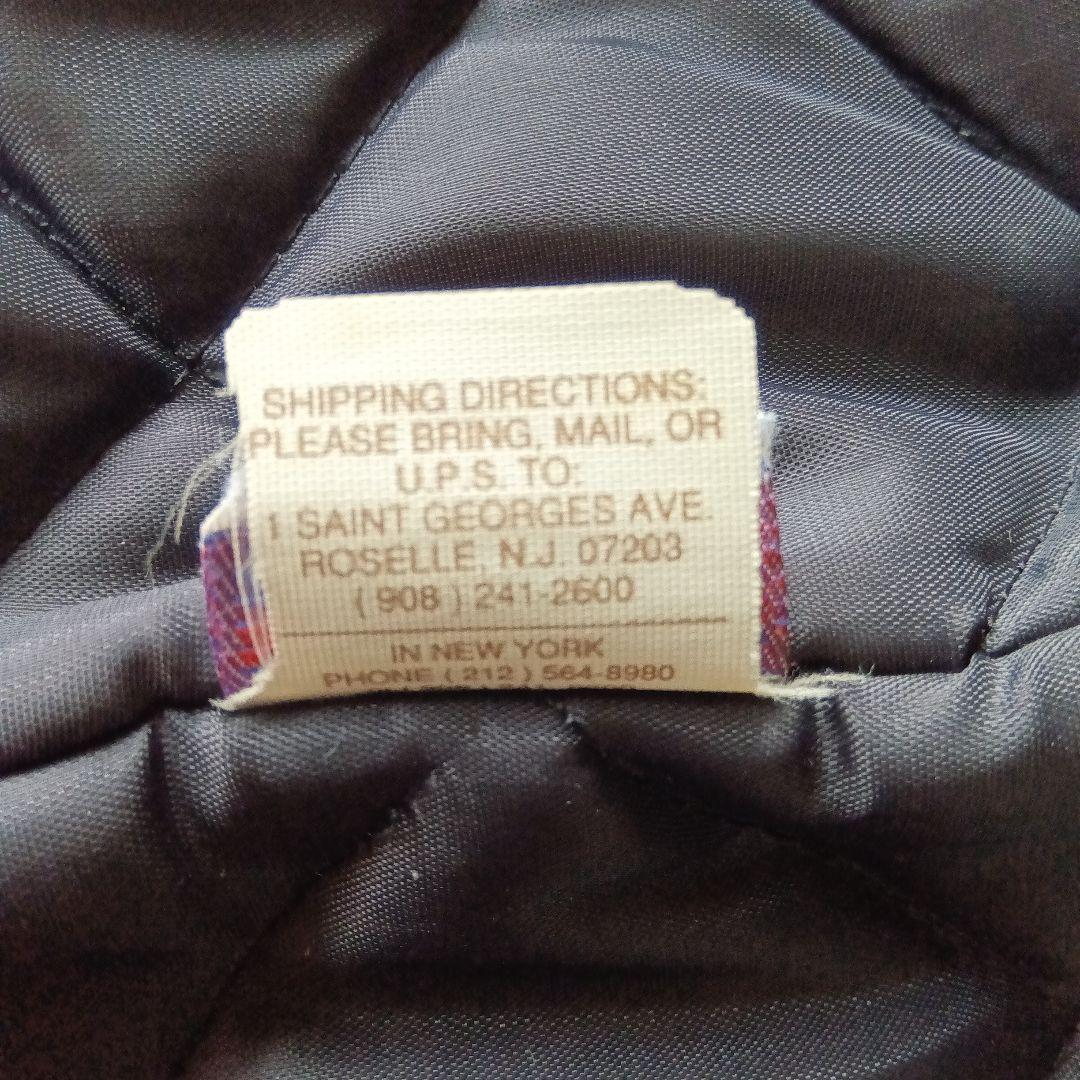 SHIPPING DIRECTIONS:
PLEASE BRING, MAIL, OR
U.P.S. TO:
1 SAINT GEORGES AVE.
ROSELLE, N.J. 07203
( 908 ) 241-2600
IN NEW YORK
PHONE ( 212 ) 564-8980